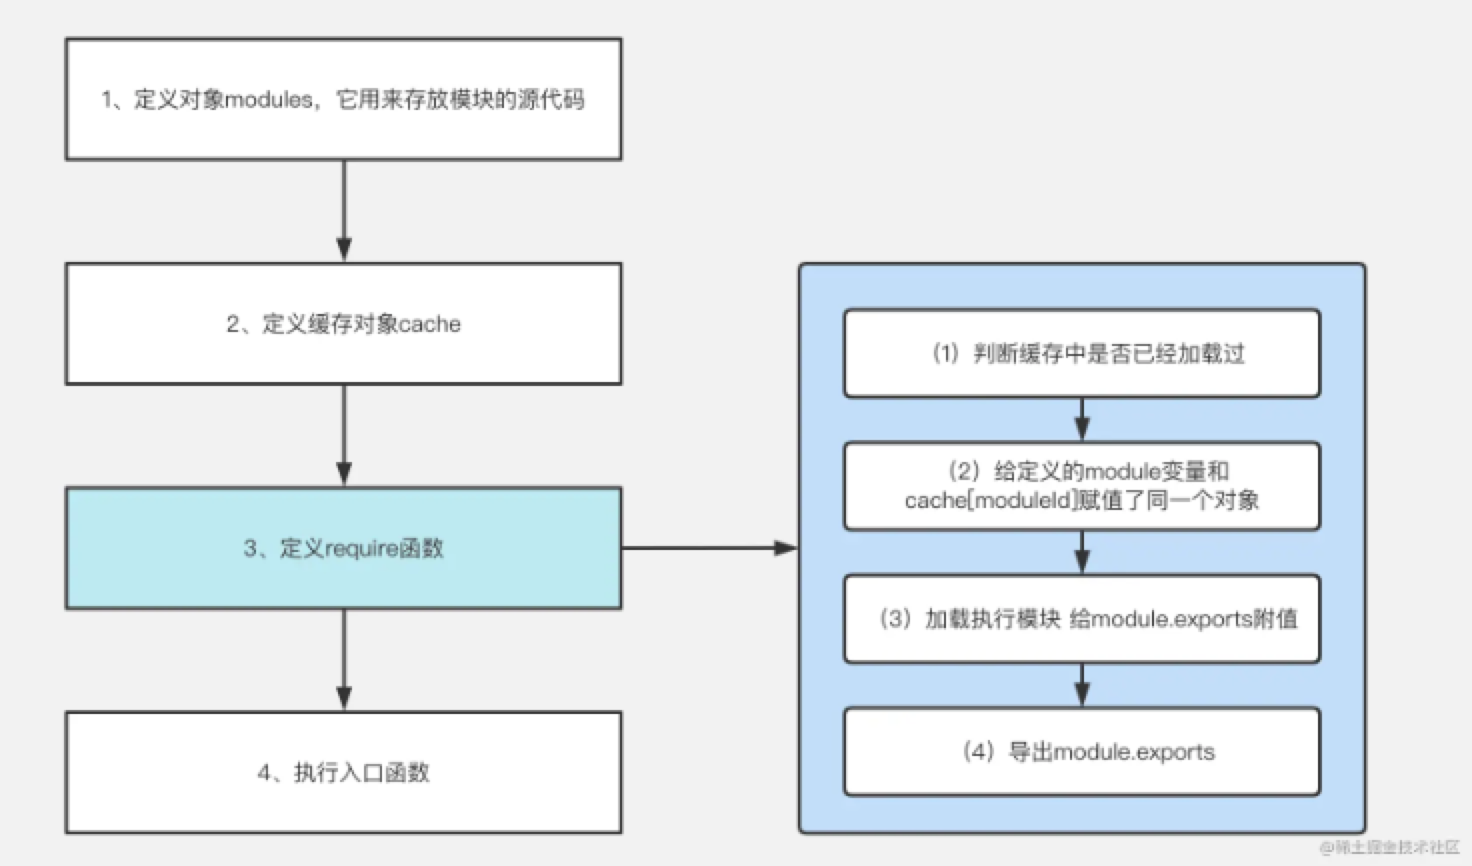 1、定义对象modules，它用来存放模块的源代码
2、定义缓存对象cache
3、定义require函数
4、执行入口函数
（1）判断缓存中是否已经加载过
（2）给定义的module变量和
cache[moduleId]赋值了同一个对象
（3）加载执行模块 给module.exports附值
（4）导出module.exports
@稀土掘金技术社区